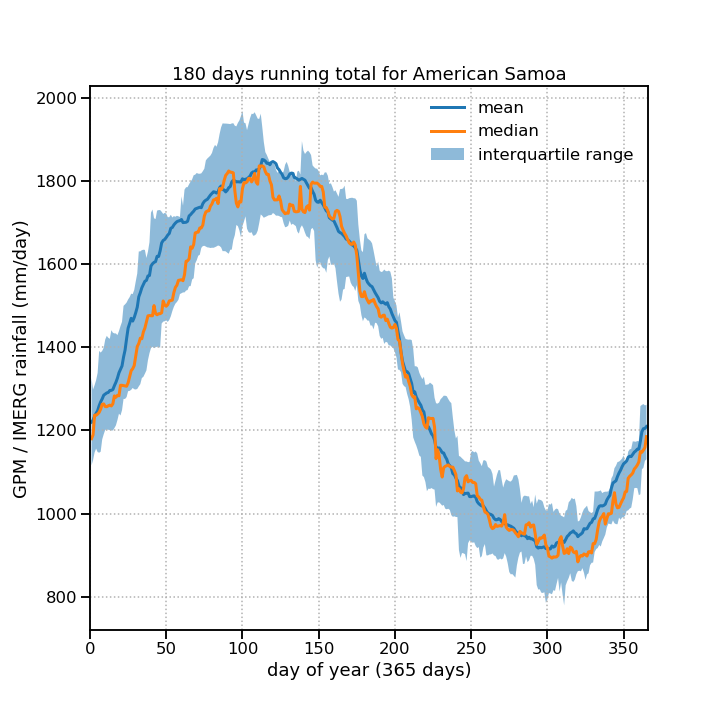 180 days running total for American Samoa
GPM / IMERG rainfall (mm/day)
2000
1800
1600
1400
1200
1000
800
mean
median
interquartile range
0 50 100 150 200 250 300 350
day of year (365 days)